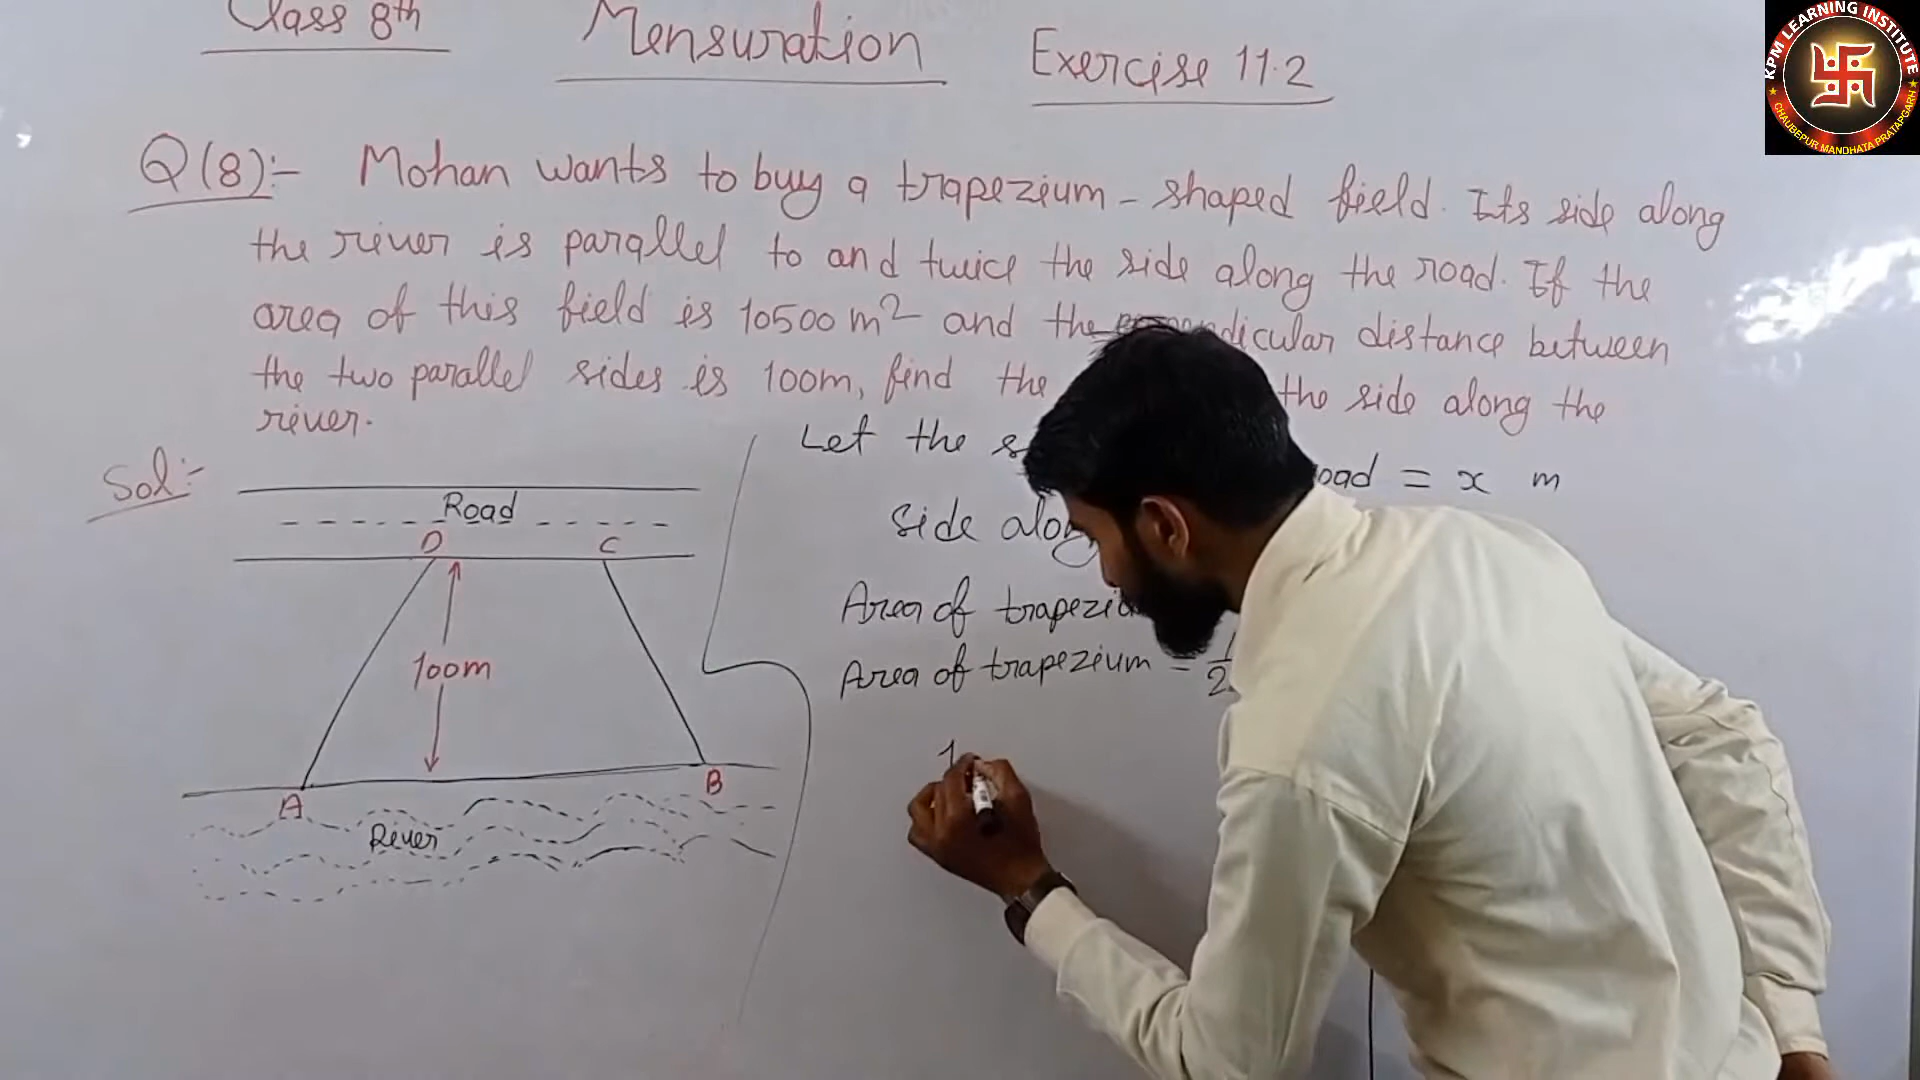 Class 8th Mensuration Exercise 11.2
Q(8):- Mohan wants to buy a trapezium - shaped field. Its side along
the river is parallel to and twice the side along the road. If the
area of this field is 10500 m² and the perpendicular distance between
the two parallel sides is 100m, find the the side along the
river.
Sol:-
Road
D C
100m
A B
River
Let the = x m
side along
Area of
Area of trapezium = 1/2
1
KPM LEARNING INSTITUTE
CHAUBEPUR MANDHATA PRATAPGARH